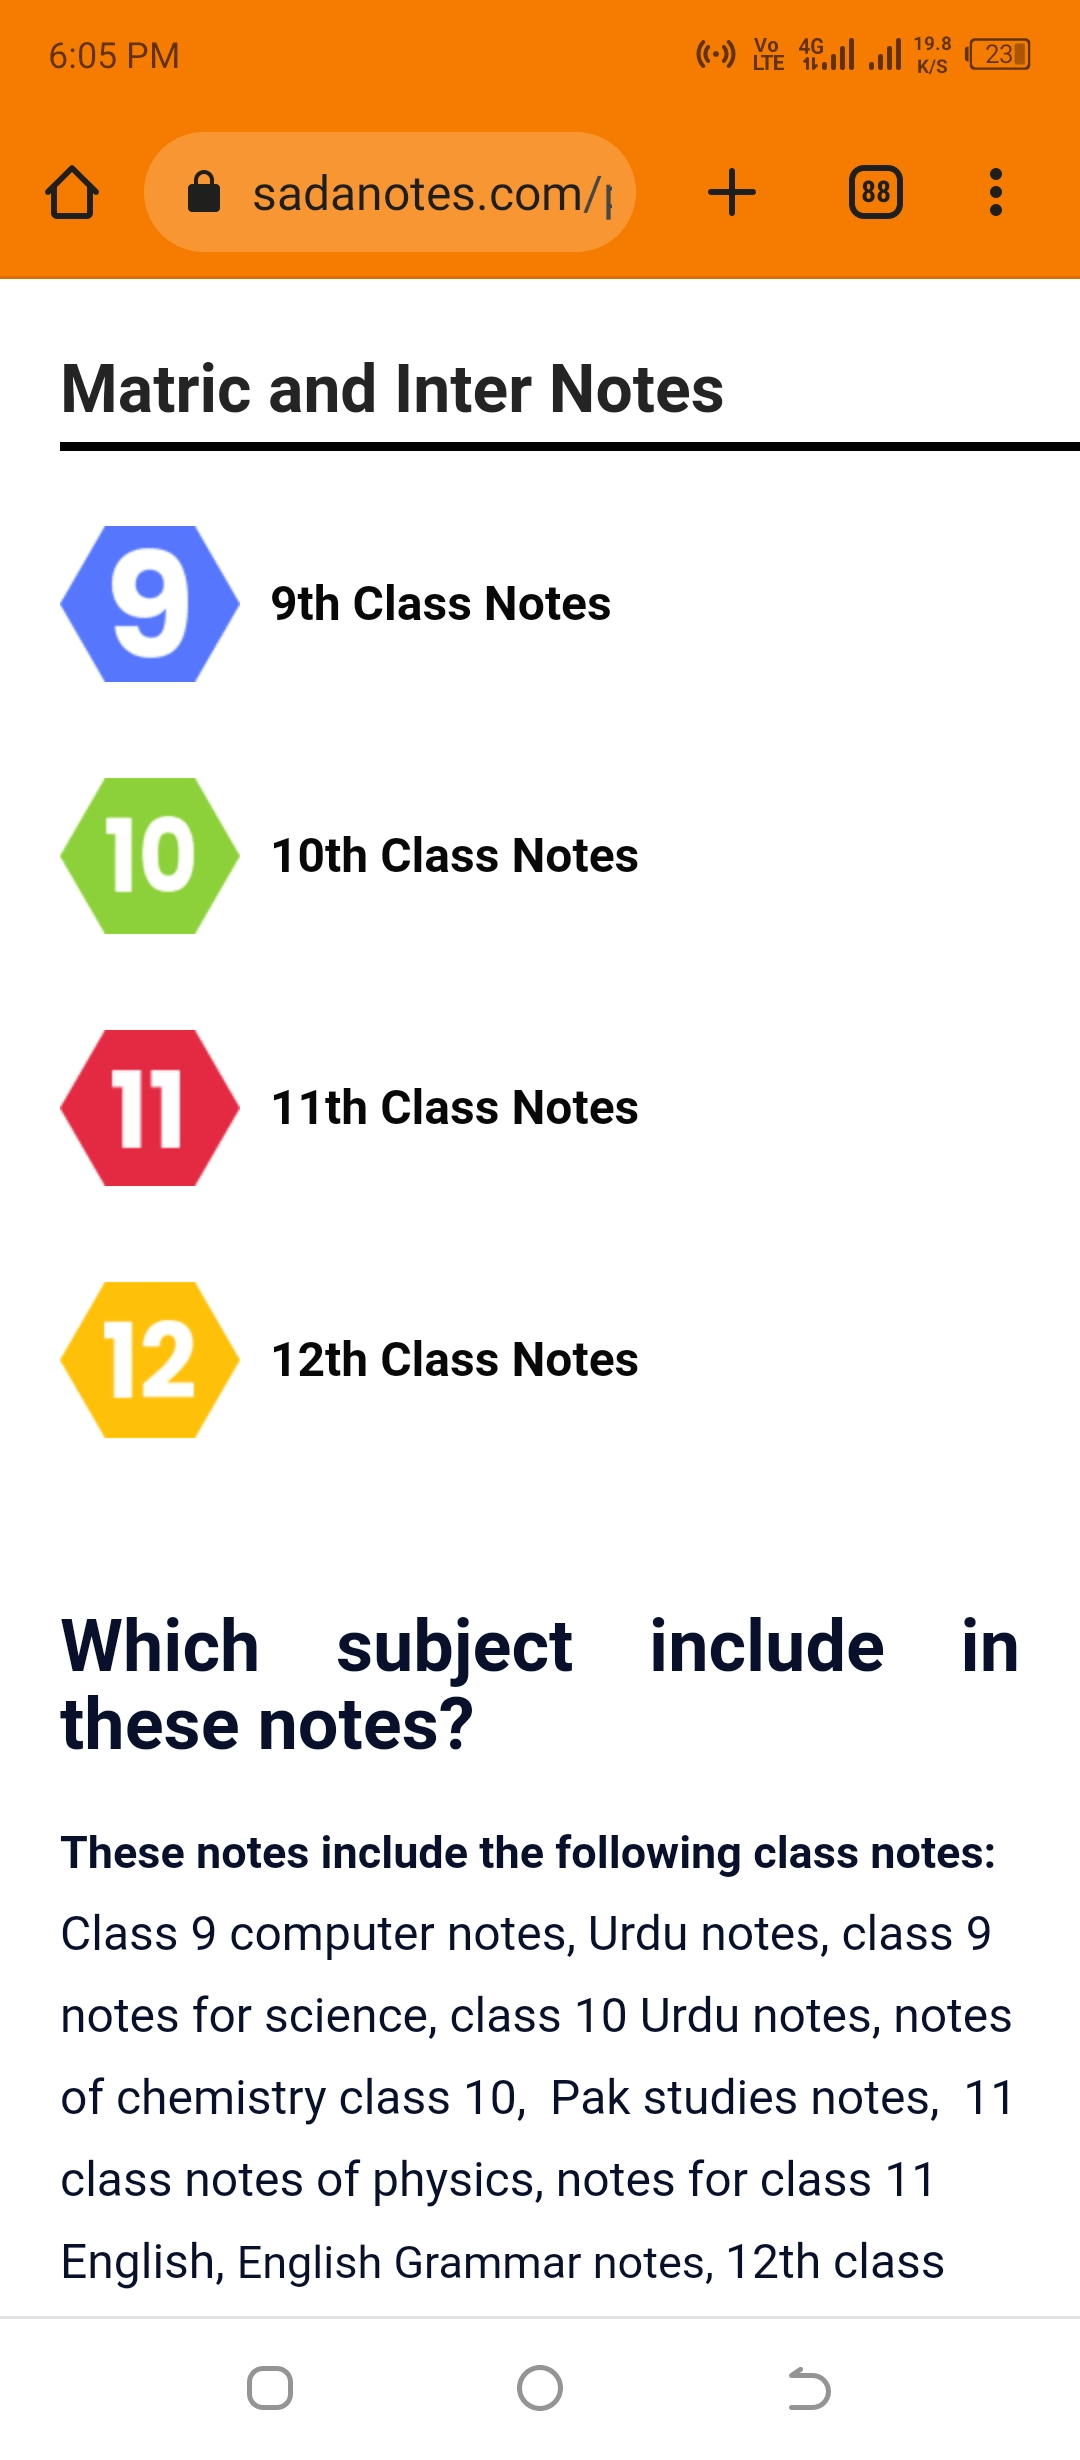 6:05 PM
Vo LTE 4G 19.8 K/S 23
sadanotes.com/
88
Matric and Inter Notes
9
9th Class Notes
10
10th Class Notes
11
11th Class Notes
12
12th Class Notes
Which subject include in
these notes?
These notes include the following class notes:
Class 9 computer notes, Urdu notes, class 9
notes for science, class 10 Urdu notes, notes
of chemistry class 10, Pak studies notes, 11
class notes of physics, notes for class 11
English, English Grammar notes, 12th class